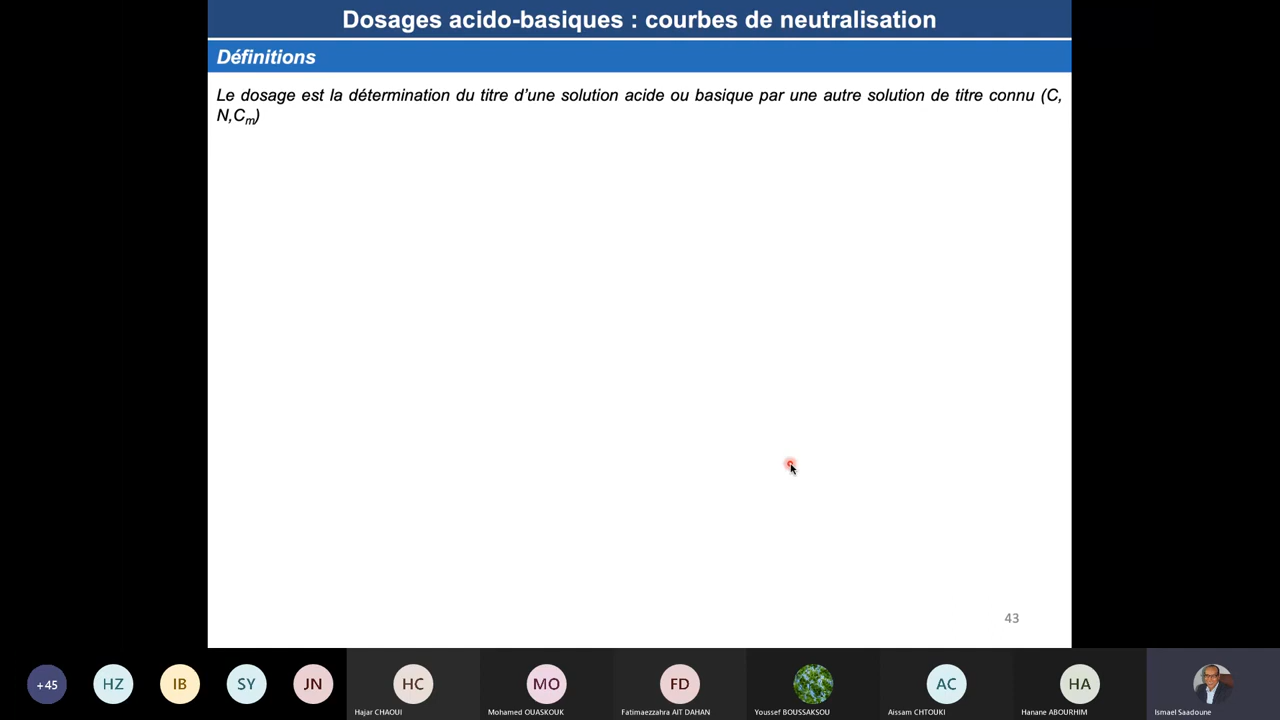 Dosages acido-basiques : courbes de neutralisation
Définitions
Le dosage est la détermination du titre d’une solution acide ou basique par une autre solution de titre connu (C,
N,Cm)
43
+45
HZ
IB
SY
JN
HC
MO
FD
AC
HA
Hajar CHAOUI
Mohamed OUASKOUK
Fatimaezzahra AIT DAHAN
Youssef BOUSSAKSOU
Aissam CHTOUKI
Hanane ABOURHIM
Ismael Saadoune